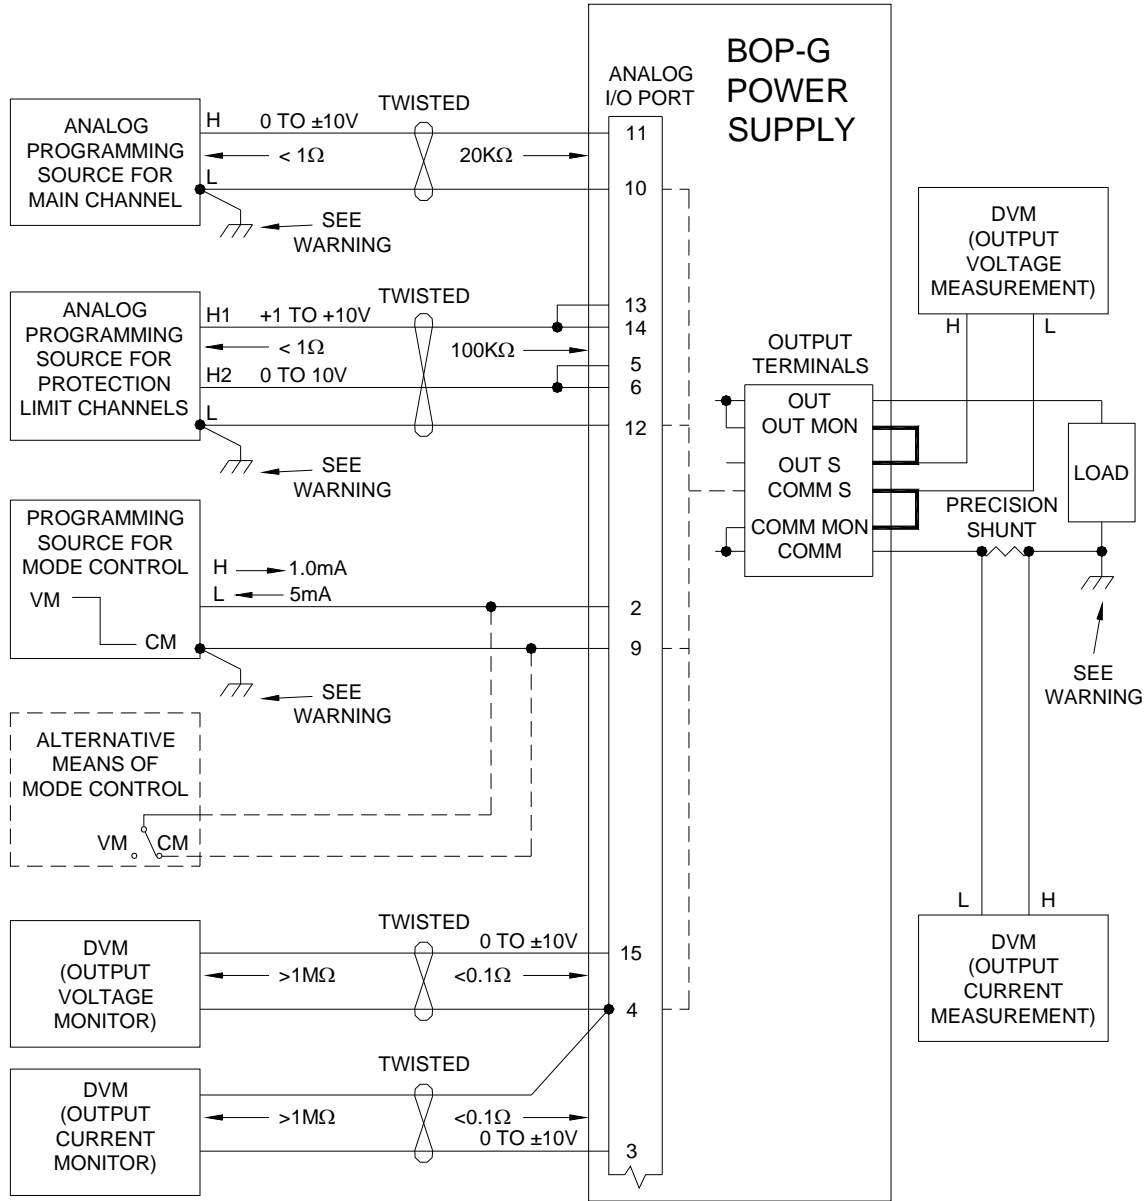 BOP-G
POWER
SUPPLY
ANALOG
I/O PORT
ANALOG
PROGRAMMING
SOURCE FOR
MAIN CHANNEL
H
0 TO ±10V
< 1Ω
L
TWISTED
20KΩ
11
10
SEE
WARNING
ANALOG
PROGRAMMING
SOURCE FOR
PROTECTION
LIMIT CHANNELS
H1
+1 TO +10V
< 1Ω
H2
0 TO 10V
L
TWISTED
100KΩ
13
14
5
6
12
SEE
WARNING
PROGRAMMING
SOURCE FOR
MODE CONTROL
VM
CM
H
1.0mA
L
5mA
2
9
SEE
WARNING
ALTERNATIVE
MEANS OF
MODE CONTROL
VM
CM
DVM
(OUTPUT
VOLTAGE
MONITOR)
>1MΩ
TWISTED
0 TO ±10V
<0.1Ω
15
4
DVM
(OUTPUT
CURRENT
MONITOR)
>1MΩ
TWISTED
<0.1Ω
0 TO ±10V
3
OUTPUT
TERMINALS
OUT
OUT MON
OUT S
COMM S
COMM MON
COMM
DVM
(OUTPUT
VOLTAGE
MEASUREMENT)
H
L
LOAD
PRECISION
SHUNT
SEE
WARNING
L
H
DVM
(OUTPUT
CURRENT
MEASUREMENT)